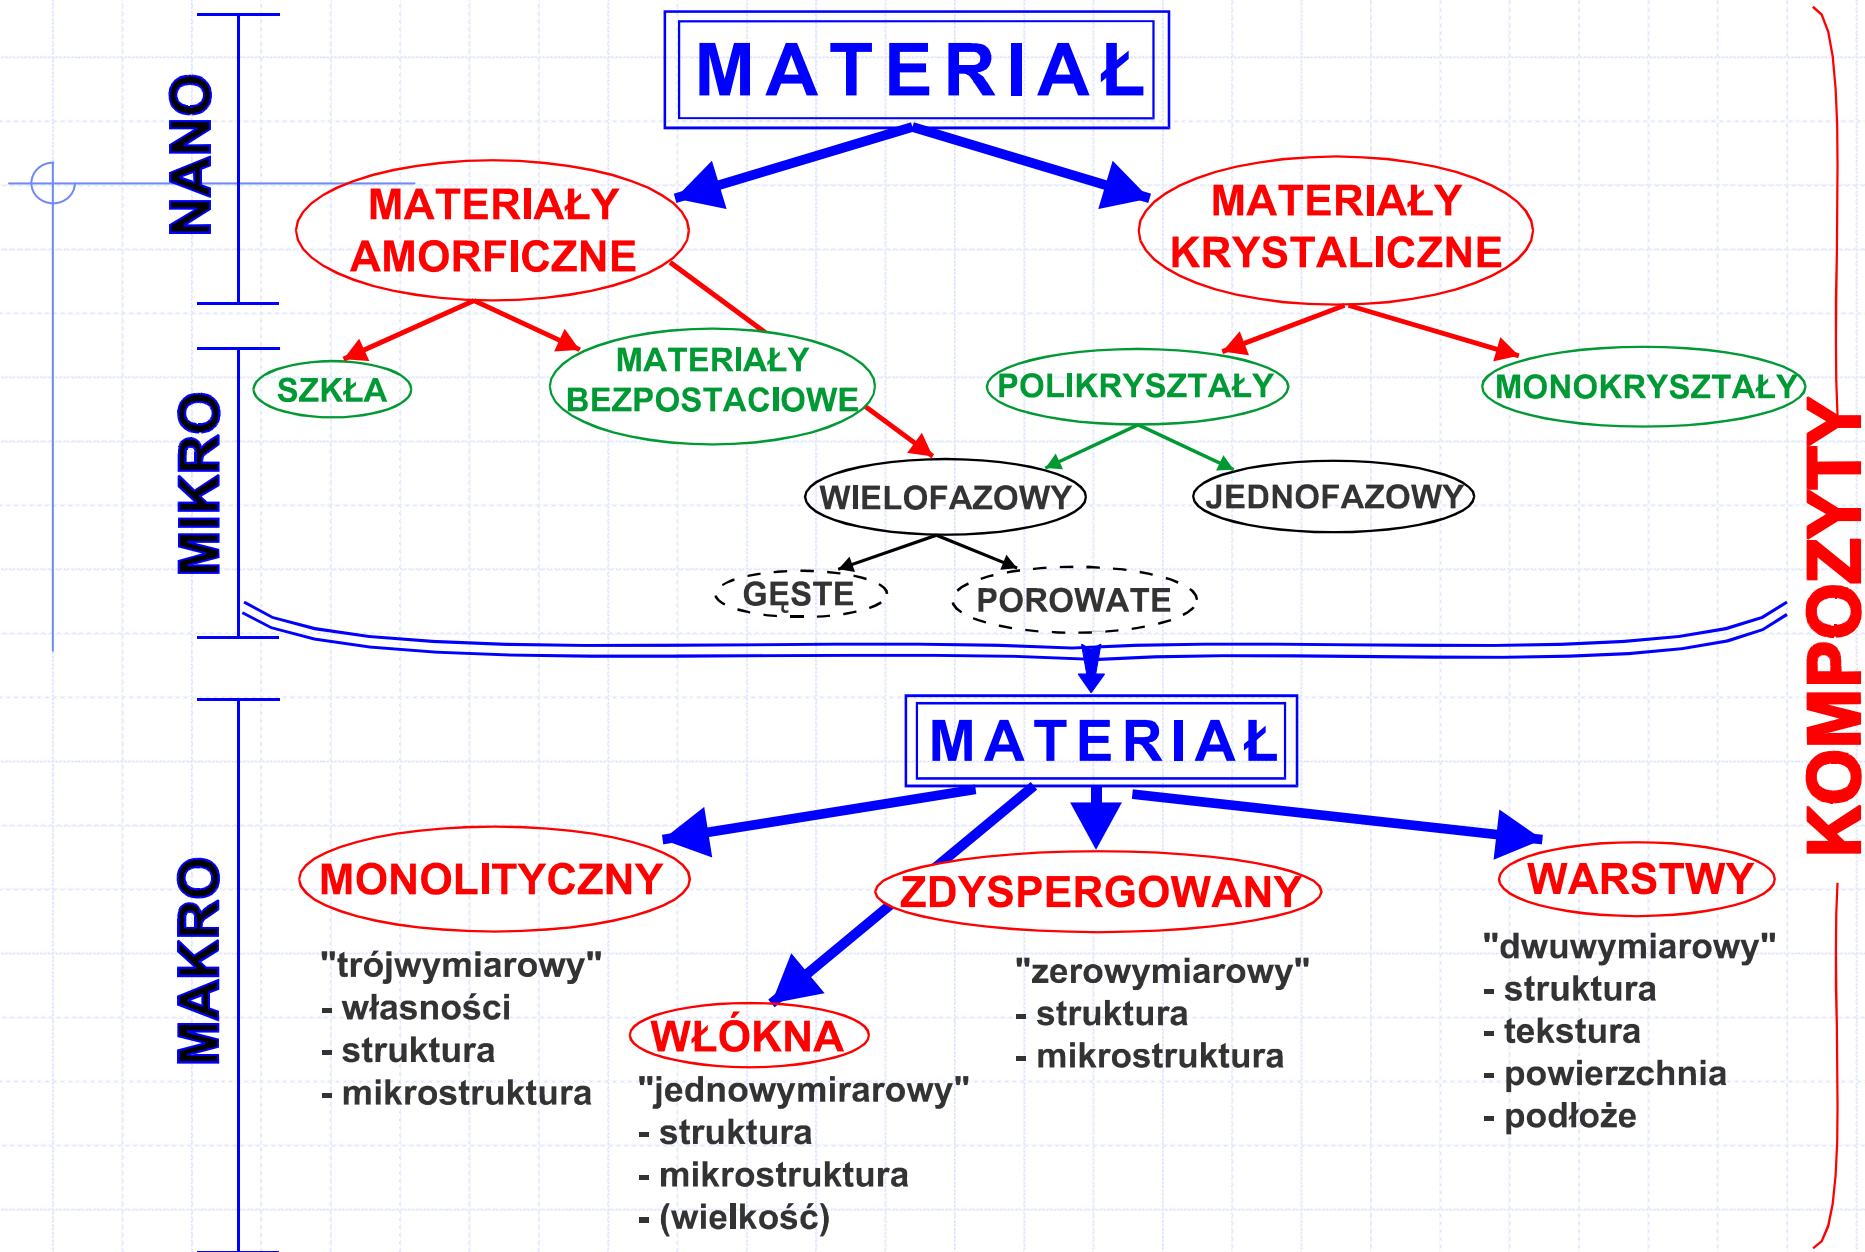 MATERIAŁ
NANO
MATERIAŁY
AMORFICZNE
MATERIAŁY
KRYSTALICZNE
MIKRO
SZKŁA
MATERIAŁY
BEZPOSTACIOWE
POLIKRYSZTAŁY
MONOKRYSZTAŁY
WIELOFAZOWY
JEDNOFAZOWY
GĘSTE
POROWATE
KOMPOZYTY
MATERIAŁ
MAKRO
MONOLITYCZNY
"trójwymiarowy"
- własności
- struktura
- mikrostruktura
WŁÓKNA
"jednowymirarowy"
- struktura
- mikrostruktura
- (wielkość)
ZDYSPERGOWANY
"zerowymiarowy"
- struktura
- mikrostruktura
WARSTWY
"dwuwymiarowy"
- struktura
- tekstura
- powierzchnia
- podłoże